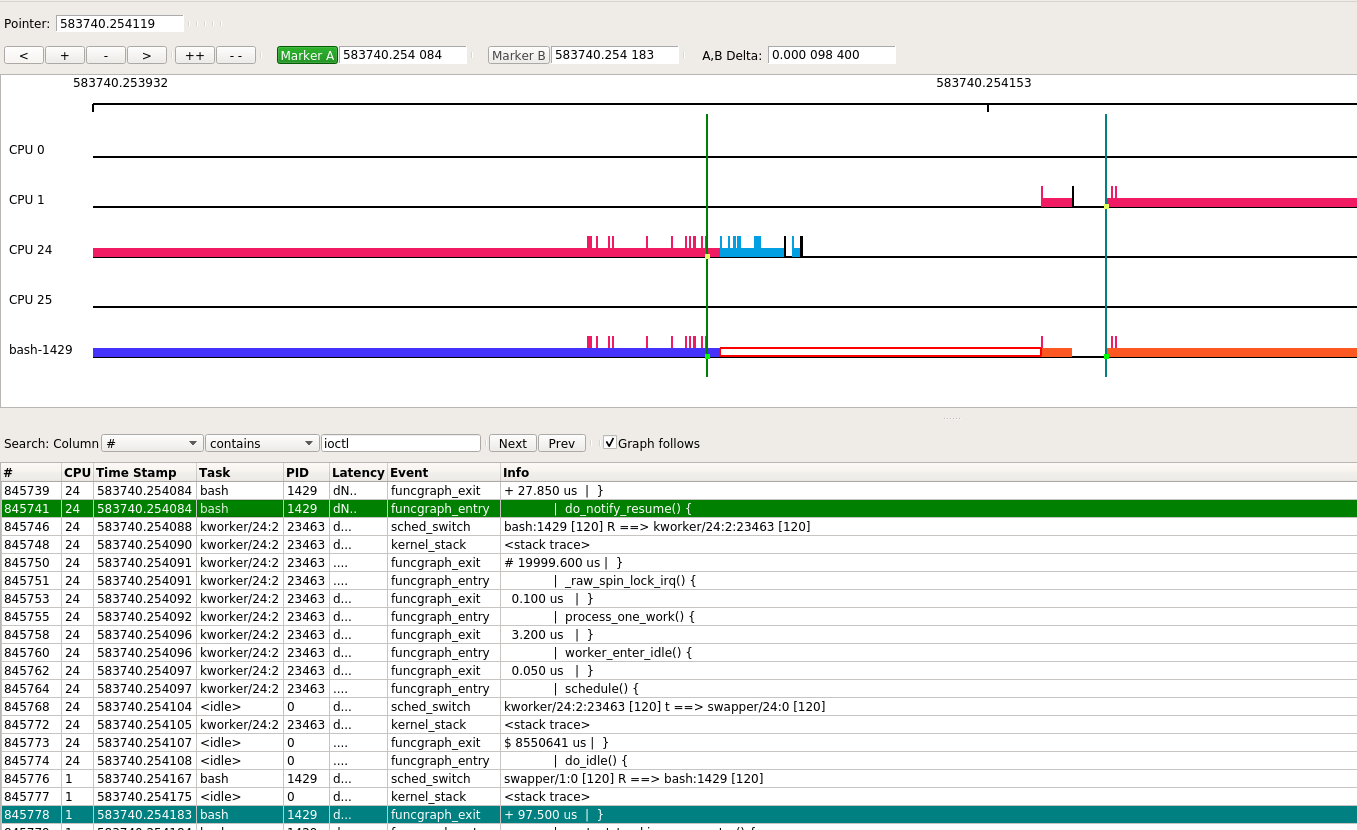 Pointer: 583740.254119
< + - > ++ - - Marker A 583740.254 084 Marker B 583740.254 183 A,B Delta: 0.000 098 400
583740.253932 583740.254153
CPU 0
CPU 1
CPU 24
CPU 25
bash-1429
Search: Column # contains ioctl Next Prev Graph follows
# CPU Time Stamp Task PID Latency Event Info
845739 24 583740.254084 bash 1429 dN.. funcgraph_exit + 27.850 us | }
845741 24 583740.254084 bash 1429 dN.. funcgraph_entry | do_notify_resume() {
845746 24 583740.254088 kworker/24:2 23463 d... sched_switch bash:1429 [120] R ==> kworker/24:2:23463 [120]
845748 24 583740.254090 kworker/24:2 23463 d... kernel_stack <stack trace>
845750 24 583740.254091 kworker/24:2 23463 .... funcgraph_exit # 19999.600 us | }
845751 24 583740.254091 kworker/24:2 23463 .... funcgraph_entry | _raw_spin_lock_irq() {
845753 24 583740.254092 kworker/24:2 23463 d... funcgraph_exit 0.100 us | }
845755 24 583740.254092 kworker/24:2 23463 d... funcgraph_entry | process_one_work() {
845758 24 583740.254096 kworker/24:2 23463 d... funcgraph_exit 3.200 us | }
845760 24 583740.254096 kworker/24:2 23463 d... funcgraph_entry | worker_enter_idle() {
845762 24 583740.254097 kworker/24:2 23463 d... funcgraph_exit 0.050 us | }
845764 24 583740.254097 kworker/24:2 23463 .... funcgraph_entry | schedule() {
845768 24 583740.254104 <idle> 0 d... sched_switch kworker/24:2:23463 [120] t ==> swapper/24:0 [120]
845772 24 583740.254105 kworker/24:2 23463 d... kernel_stack <stack trace>
845773 24 583740.254107 <idle> 0 .... funcgraph_exit $ 8550641 us | }
845774 24 583740.254108 <idle> 0 .... funcgraph_entry | do_idle() {
845776 1 583740.254167 bash 1429 d... sched_switch swapper/1:0 [120] R ==> bash:1429 [120]
845777 1 583740.254175 <idle> 0 d... kernel_stack <stack trace>
845778 1 583740.254183 bash 1429 d... funcgraph_exit + 97.500 us | }